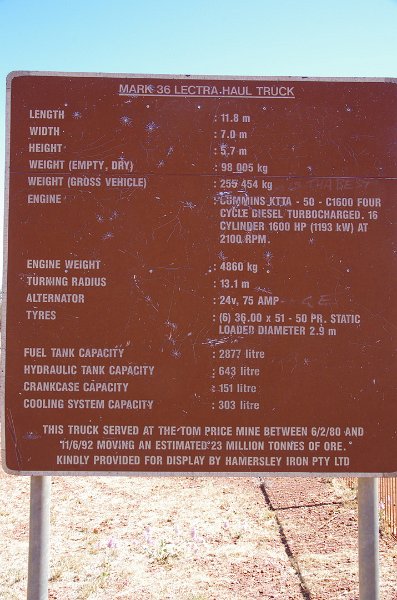 MARK 36 LECTRA-HAUL TRUCK
LENGTH : 11.8 m
WIDTH : 7.0 m
HEIGHT : 5.7 m
WEIGHT (EMPTY, DRY) : 98 005 kg
WEIGHT (GROSS VEHICLE) : 255 454 kg
ENGINE : CUMMINS KTTA - 50 - C1600 FOUR
CYCLE DIESEL TURBOCHARGED. 16
CYLINDER 1600 HP (1193 kW) AT
2100 RPM.
ENGINE WEIGHT : 4860 kg
TURNING RADIUS : 13.1 m
ALTERNATOR : 24v, 75 AMP
TYRES : (6) 36.00 x 51 - 50 PR. STATIC
LOADED DIAMETER 2.9 m
FUEL TANK CAPACITY : 2877 litre
HYDRAULIC TANK CAPACITY : 643 litre
CRANKCASE CAPACITY : 151 litre
COOLING SYSTEM CAPACITY : 303 litre
THIS TRUCK SERVED AT THE TOM PRICE MINE BETWEEN 6/2/80 AND
11/6/92 MOVING AN ESTIMATED 23 MILLION TONNES OF ORE.
KINDLY PROVIDED FOR DISPLAY BY HAMERSLEY IRON PTY LTD